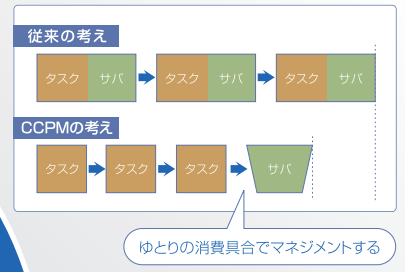 従来の考え
タスク サバ タスク サバ タスク サバ
CCPMの考え
タスク タスク タスク サバ
ゆとりの消費具合でマネジメントする